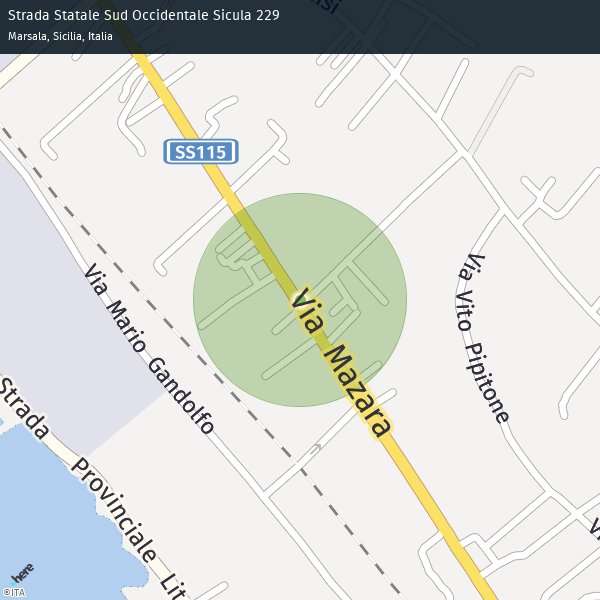 Strada Statale Sud Occidentale Sicula 229
Marsala, Sicilia, Italia
SS115
Via Mario Gandolfo
Via Mazara
Via Vito Pipitone
Strada Provinciale Lit
here
©ITA